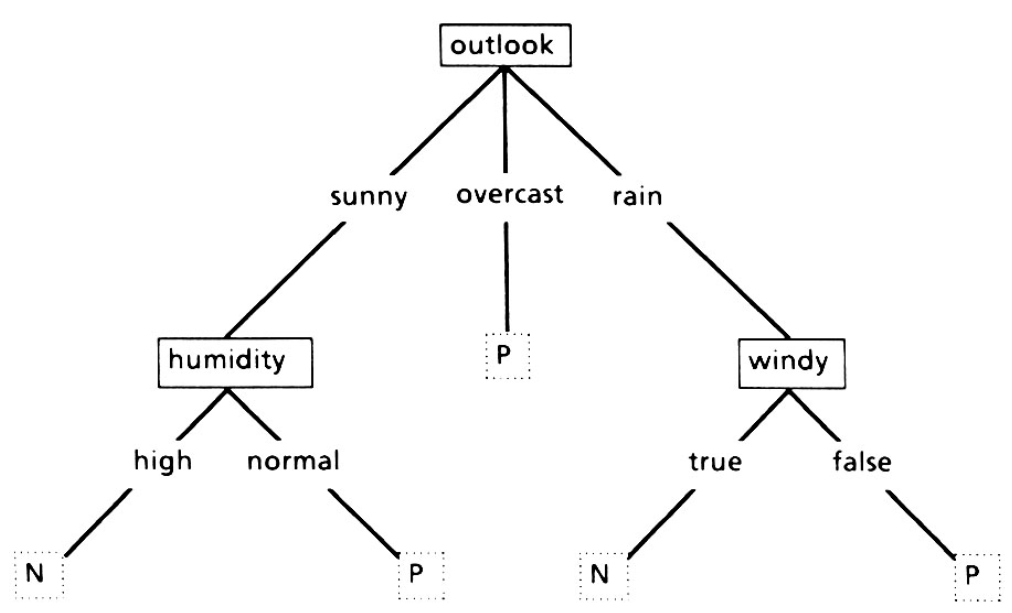 outlook
sunny overcast rain
humidity P windy
high normal true false
N P N P